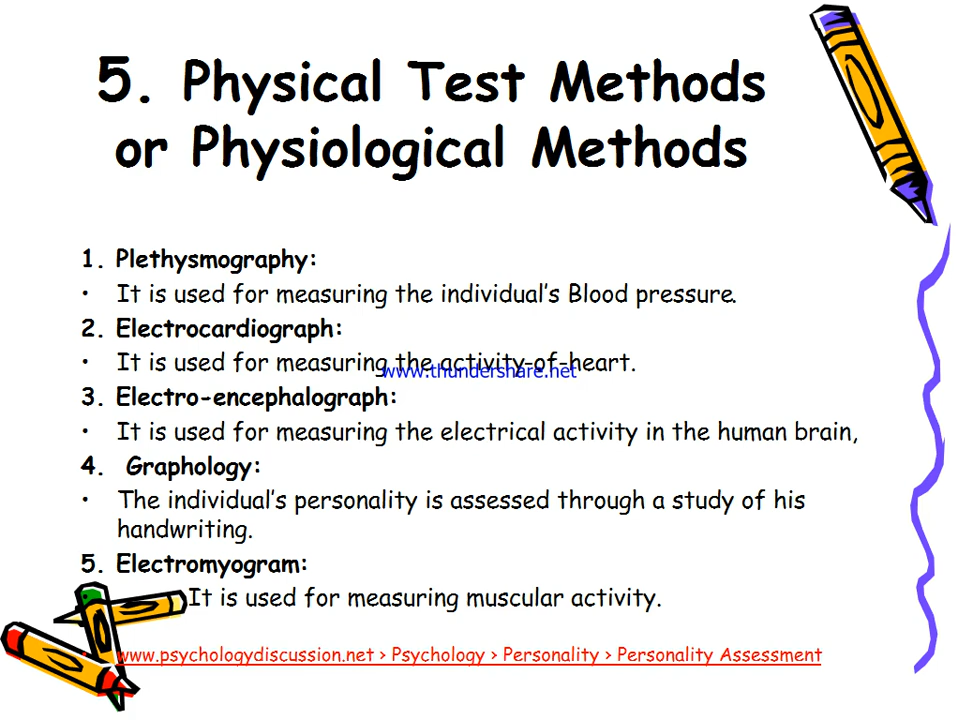 5. Physical Test Methods
or Physiological Methods
1. Plethysmography:
• It is used for measuring the individual's Blood pressure.
2. Electrocardiograph:
• It is used for measuring the activity-of-heart.
www.thundershare.net
3. Electro-encephalograph:
• It is used for measuring the electrical activity in the human brain,
4. Graphology:
• The individual's personality is assessed through a study of his
handwriting.
5. Electromyogram:
It is used for measuring muscular activity.
www.psychologydiscussion.net › Psychology › Personality › Personality Assessment